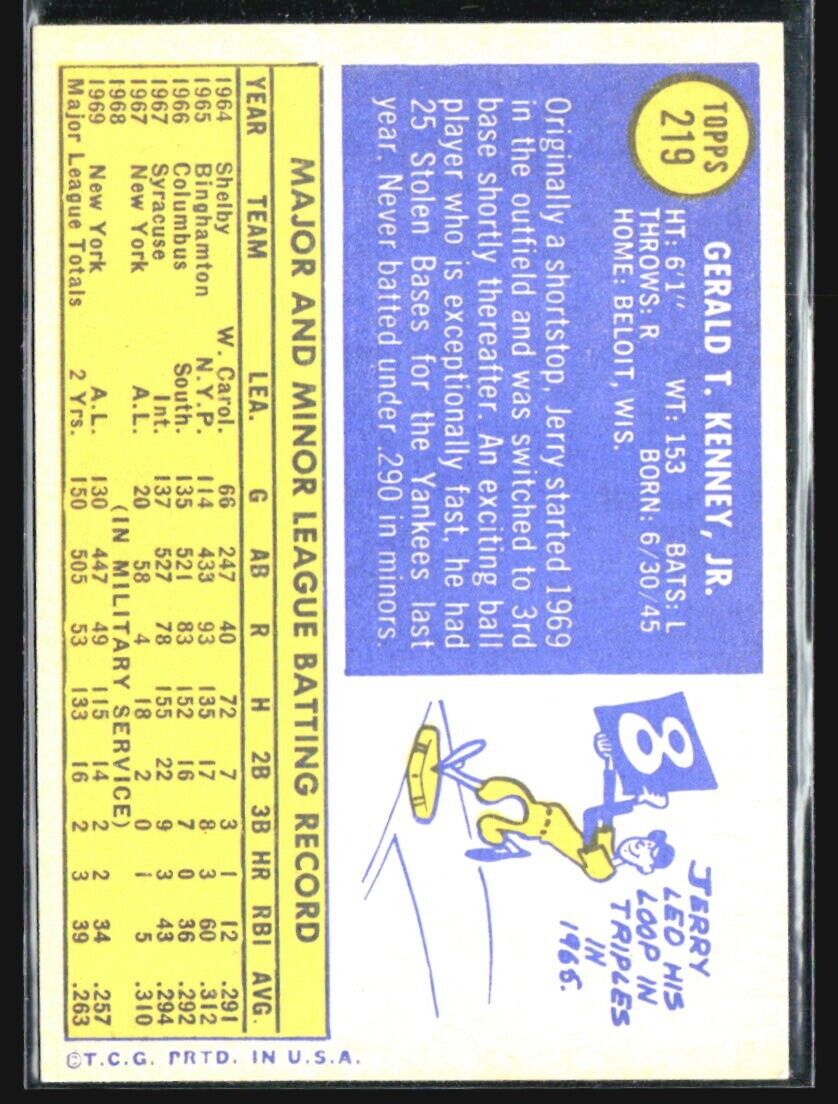 TOPPS
219
GERALD T. KENNEY, JR.
HT: 6'1" WT: 153 BATS: L
THROWS: R BORN: 6/30/45
HOME: BELOIT, WIS.
Originally a shortstop, Jerry started 1969
in the outfield and was switched to 3rd
base shortly thereafter. An exciting ball
player who is exceptionally fast, he had
25 Stolen Bases for the Yankees last
year. Never batted under .290 in minors.
8
JERRY
LED HIS
LOOP IN
TRIPLES
IN
1965.
MAJOR AND MINOR LEAGUE BATTING RECORD
YEAR TEAM LEA. G AB R H 2B 3B HR RBI AVG.
1964 Shelby W. Carol. 66 247 40 72 7 3 1 12 .291
1965 Binghamton N.Y.P. 114 433 93 135 17 8 3 60 .312
1966 Columbus South. 135 521 83 152 16 7 0 36 .292
1967 Syracuse Int. 137 527 78 155 22 9 3 43 .294
1967 New York A.L. 20 58 4 18 2 0 1 5 .310
1968 (IN MILITARY SERVICE)
1969 New York A.L. 130 447 49 115 14 2 2 34 .257
Major League Totals 2 Yrs. 150 505 53 133 16 2 3 39 .263
©T.C.G. PRTD. IN U.S.A.